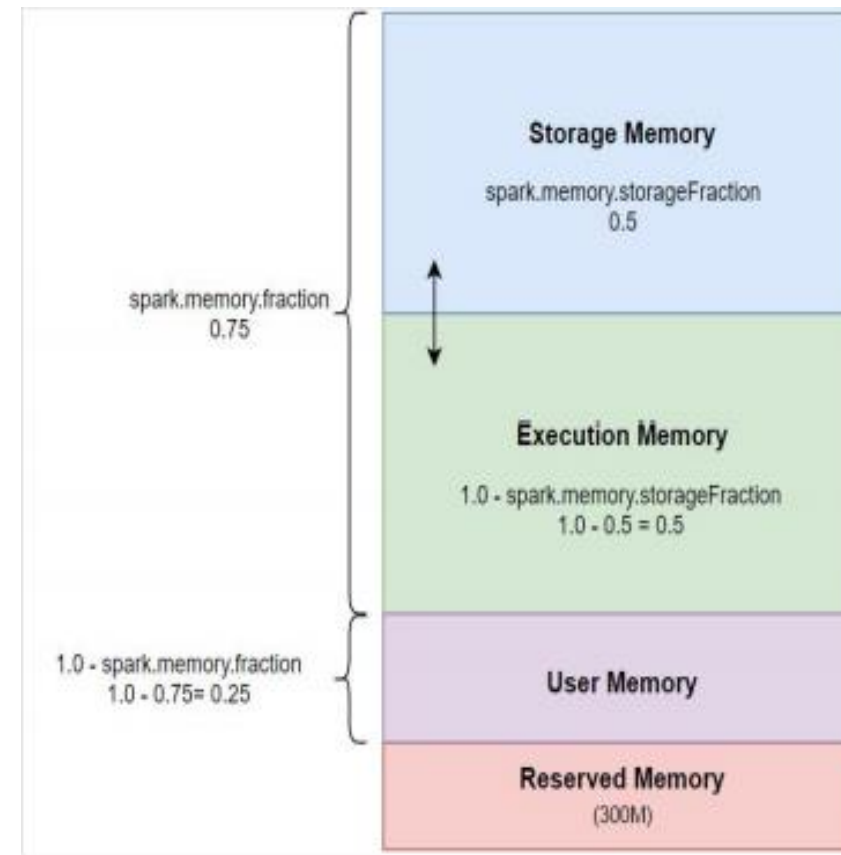 Storage Memory
spark.memory.storageFraction
0.5
spark.memory.fraction
0.75
Execution Memory
1.0 - spark.memory.storageFraction
1.0 - 0.5 = 0.5
1.0 - spark.memory.fraction
1.0 - 0.75= 0.25
User Memory
Reserved Memory
(300M)